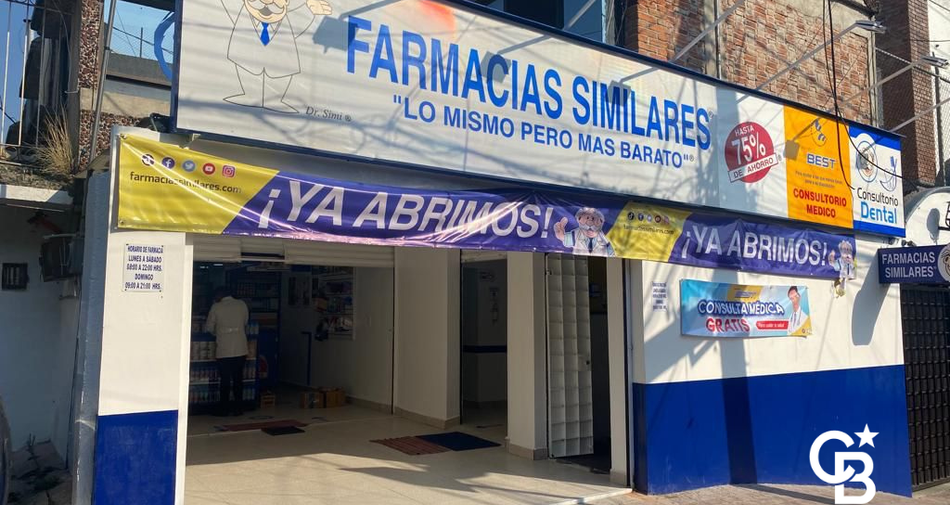 Dr. Simi ®
FARMACIAS SIMILARES
"LO MISMO PERO MAS BARATO"®
HASTA
75%
DE AHORRO
BEST
CONSULTORIO
MEDICO
Consultorio
Dental
farmaciassimilares.com
¡YA ABRIMOS!
¡YA ABRIMOS!
HORARIO DE FARMACIA
LUNES A SÁBADO
08:00 A 22:00 HRS.
DOMINGO
09:00 A 21:00 HRS.
CONSULTA MÉDICA
GRATIS
FARMACIAS
SIMILARES
CB